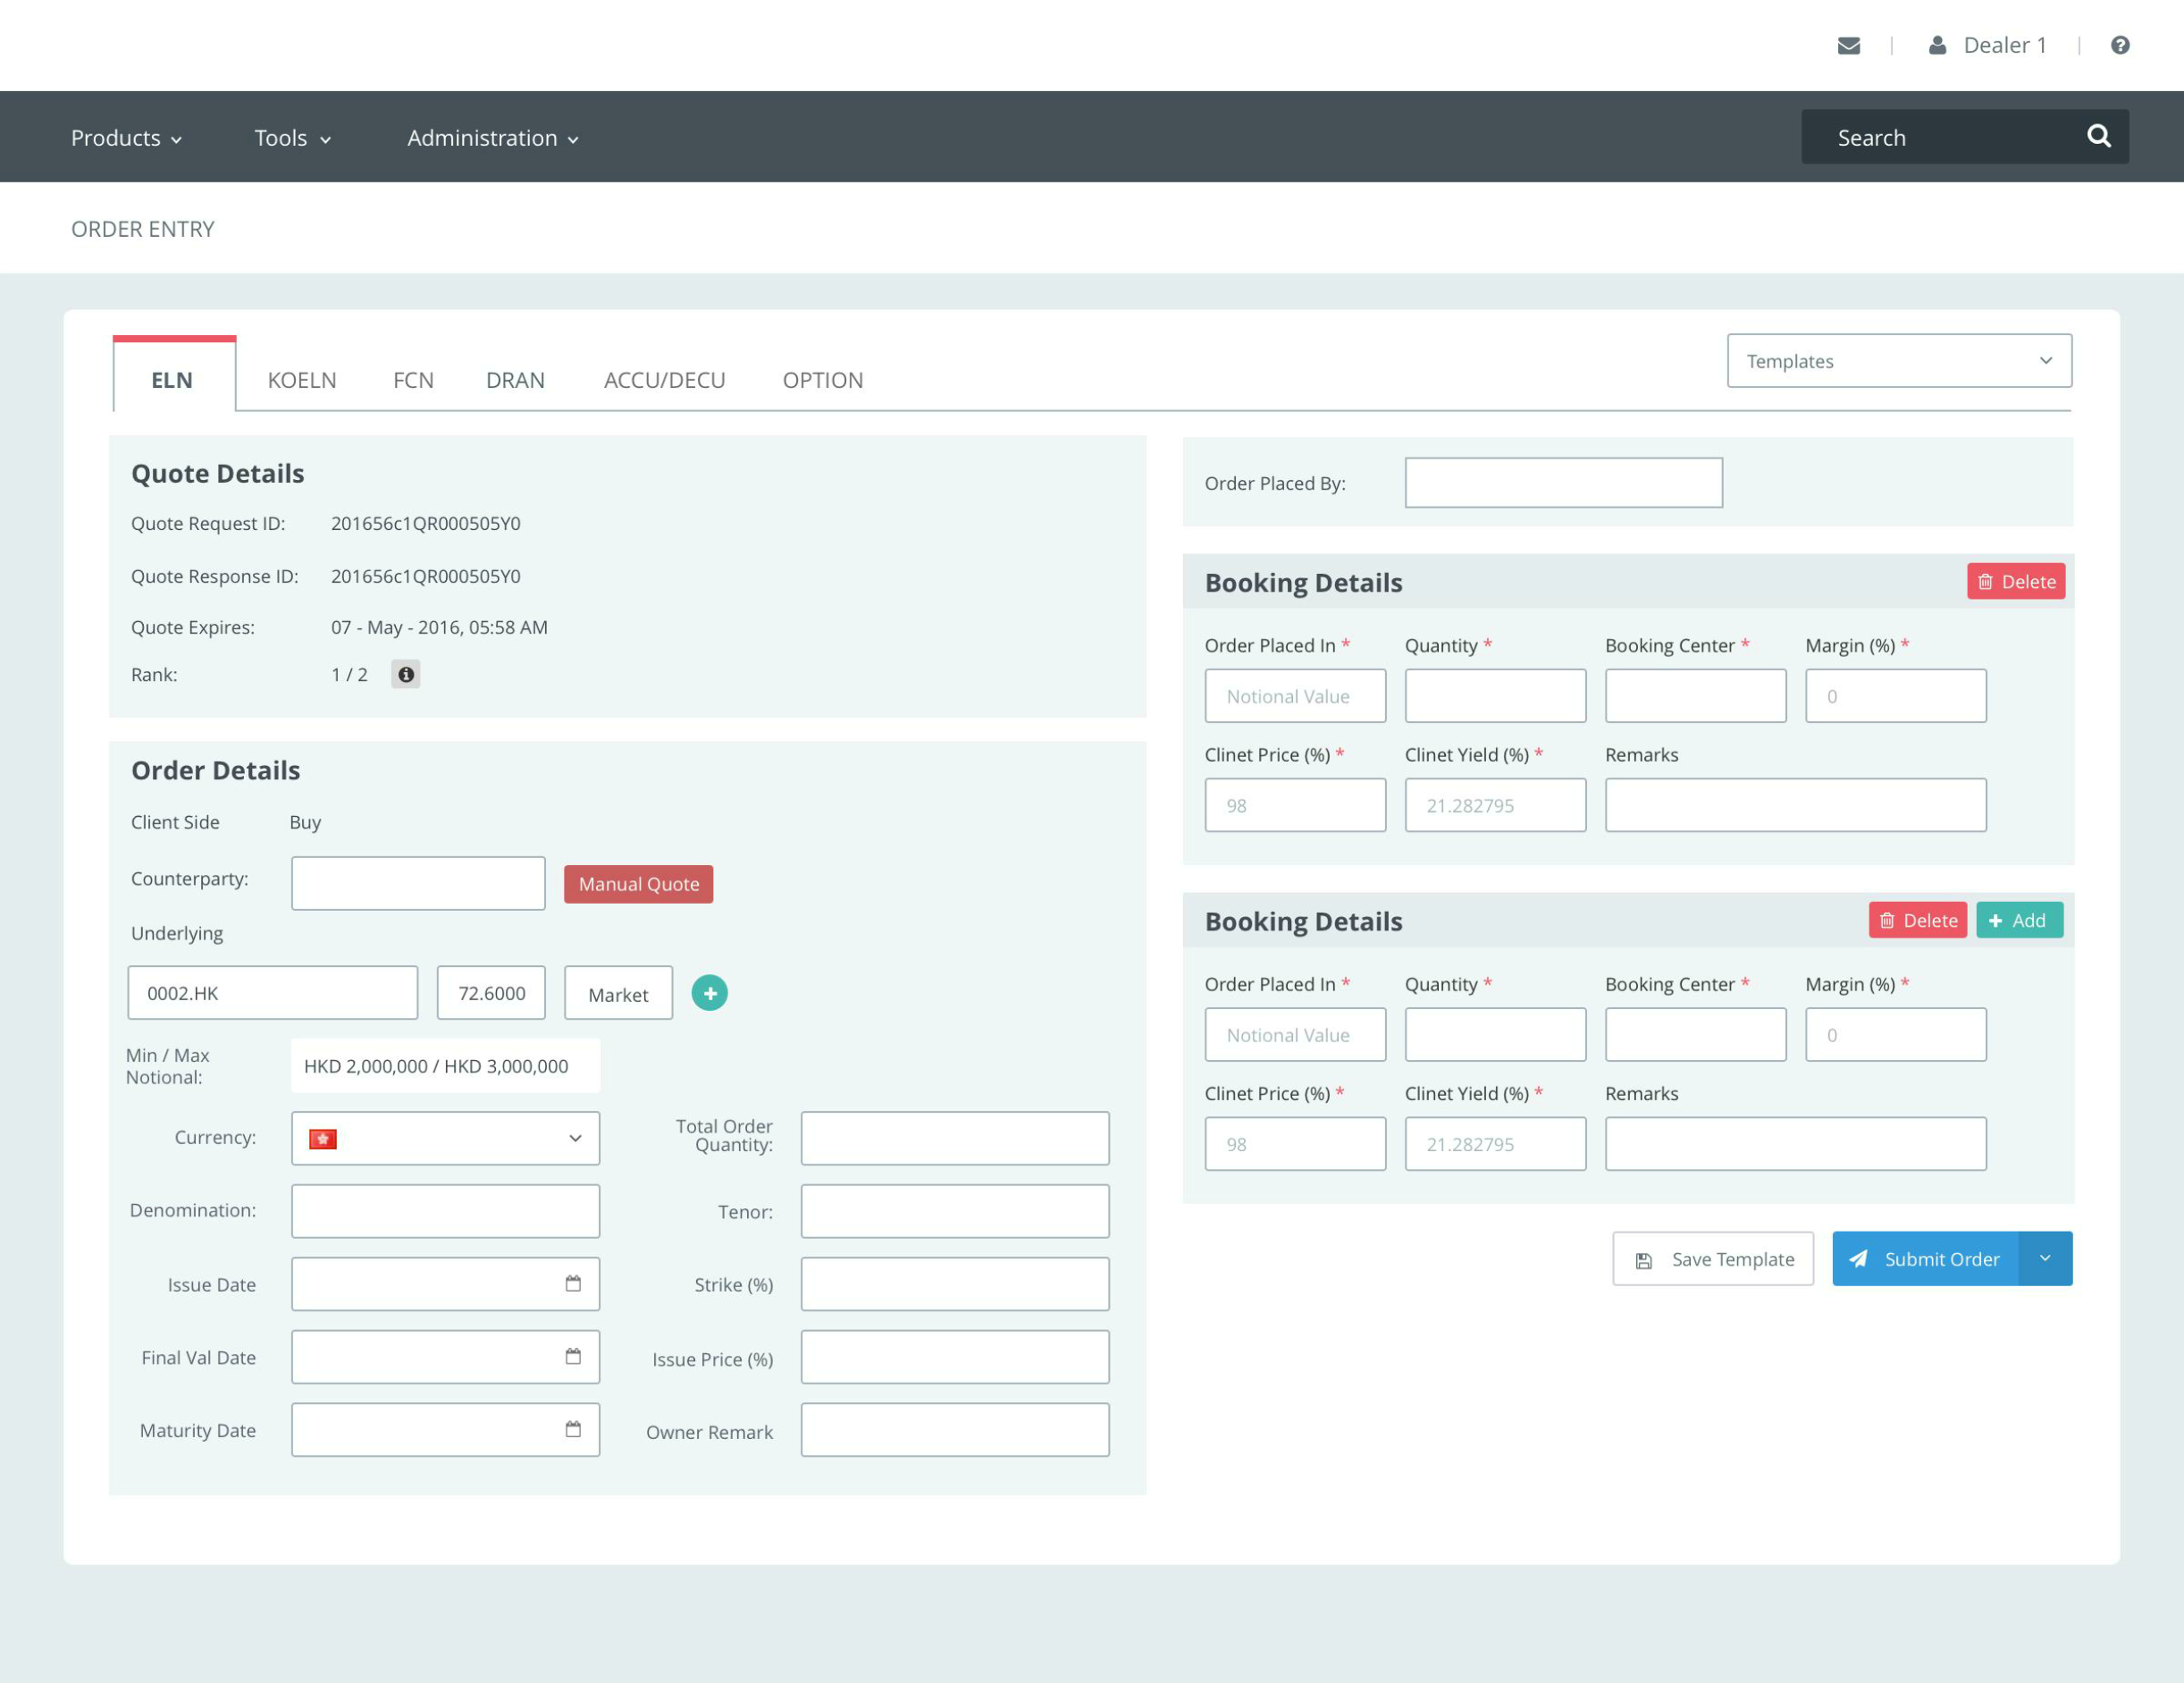 Dealer 1
Products Tools Administration Search
ORDER ENTRY
Templates
ELN KOELN FCN DRAN ACCU/DECU OPTION
Quote Details
Quote Request ID: 201656c1QR000505Y0
Quote Response ID: 201656c1QR000505Y0
Quote Expires: 07 - May - 2016, 05:58 AM
Rank: 1 / 2
Order Details
Client Side Buy
Counterparty: Manual Quote
Underlying
0002.HK 72.6000 Market
Min / Max
Notional: HKD 2,000,000 / HKD 3,000,000
Currency: Total Order
Quantity:
Denomination: Tenor:
Issue Date Strike (%)
Final Val Date Issue Price (%)
Maturity Date Owner Remark
Order Placed By:
Booking Details Delete
Order Placed In * Quantity * Booking Center * Margin (%) *
Notional Value 0
Clinet Price (%) * Clinet Yield (%) * Remarks
98 21.282795
Booking Details Delete Add
Order Placed In * Quantity * Booking Center * Margin (%) *
Notional Value 0
Clinet Price (%) * Clinet Yield (%) * Remarks
98 21.282795
Save Template Submit Order